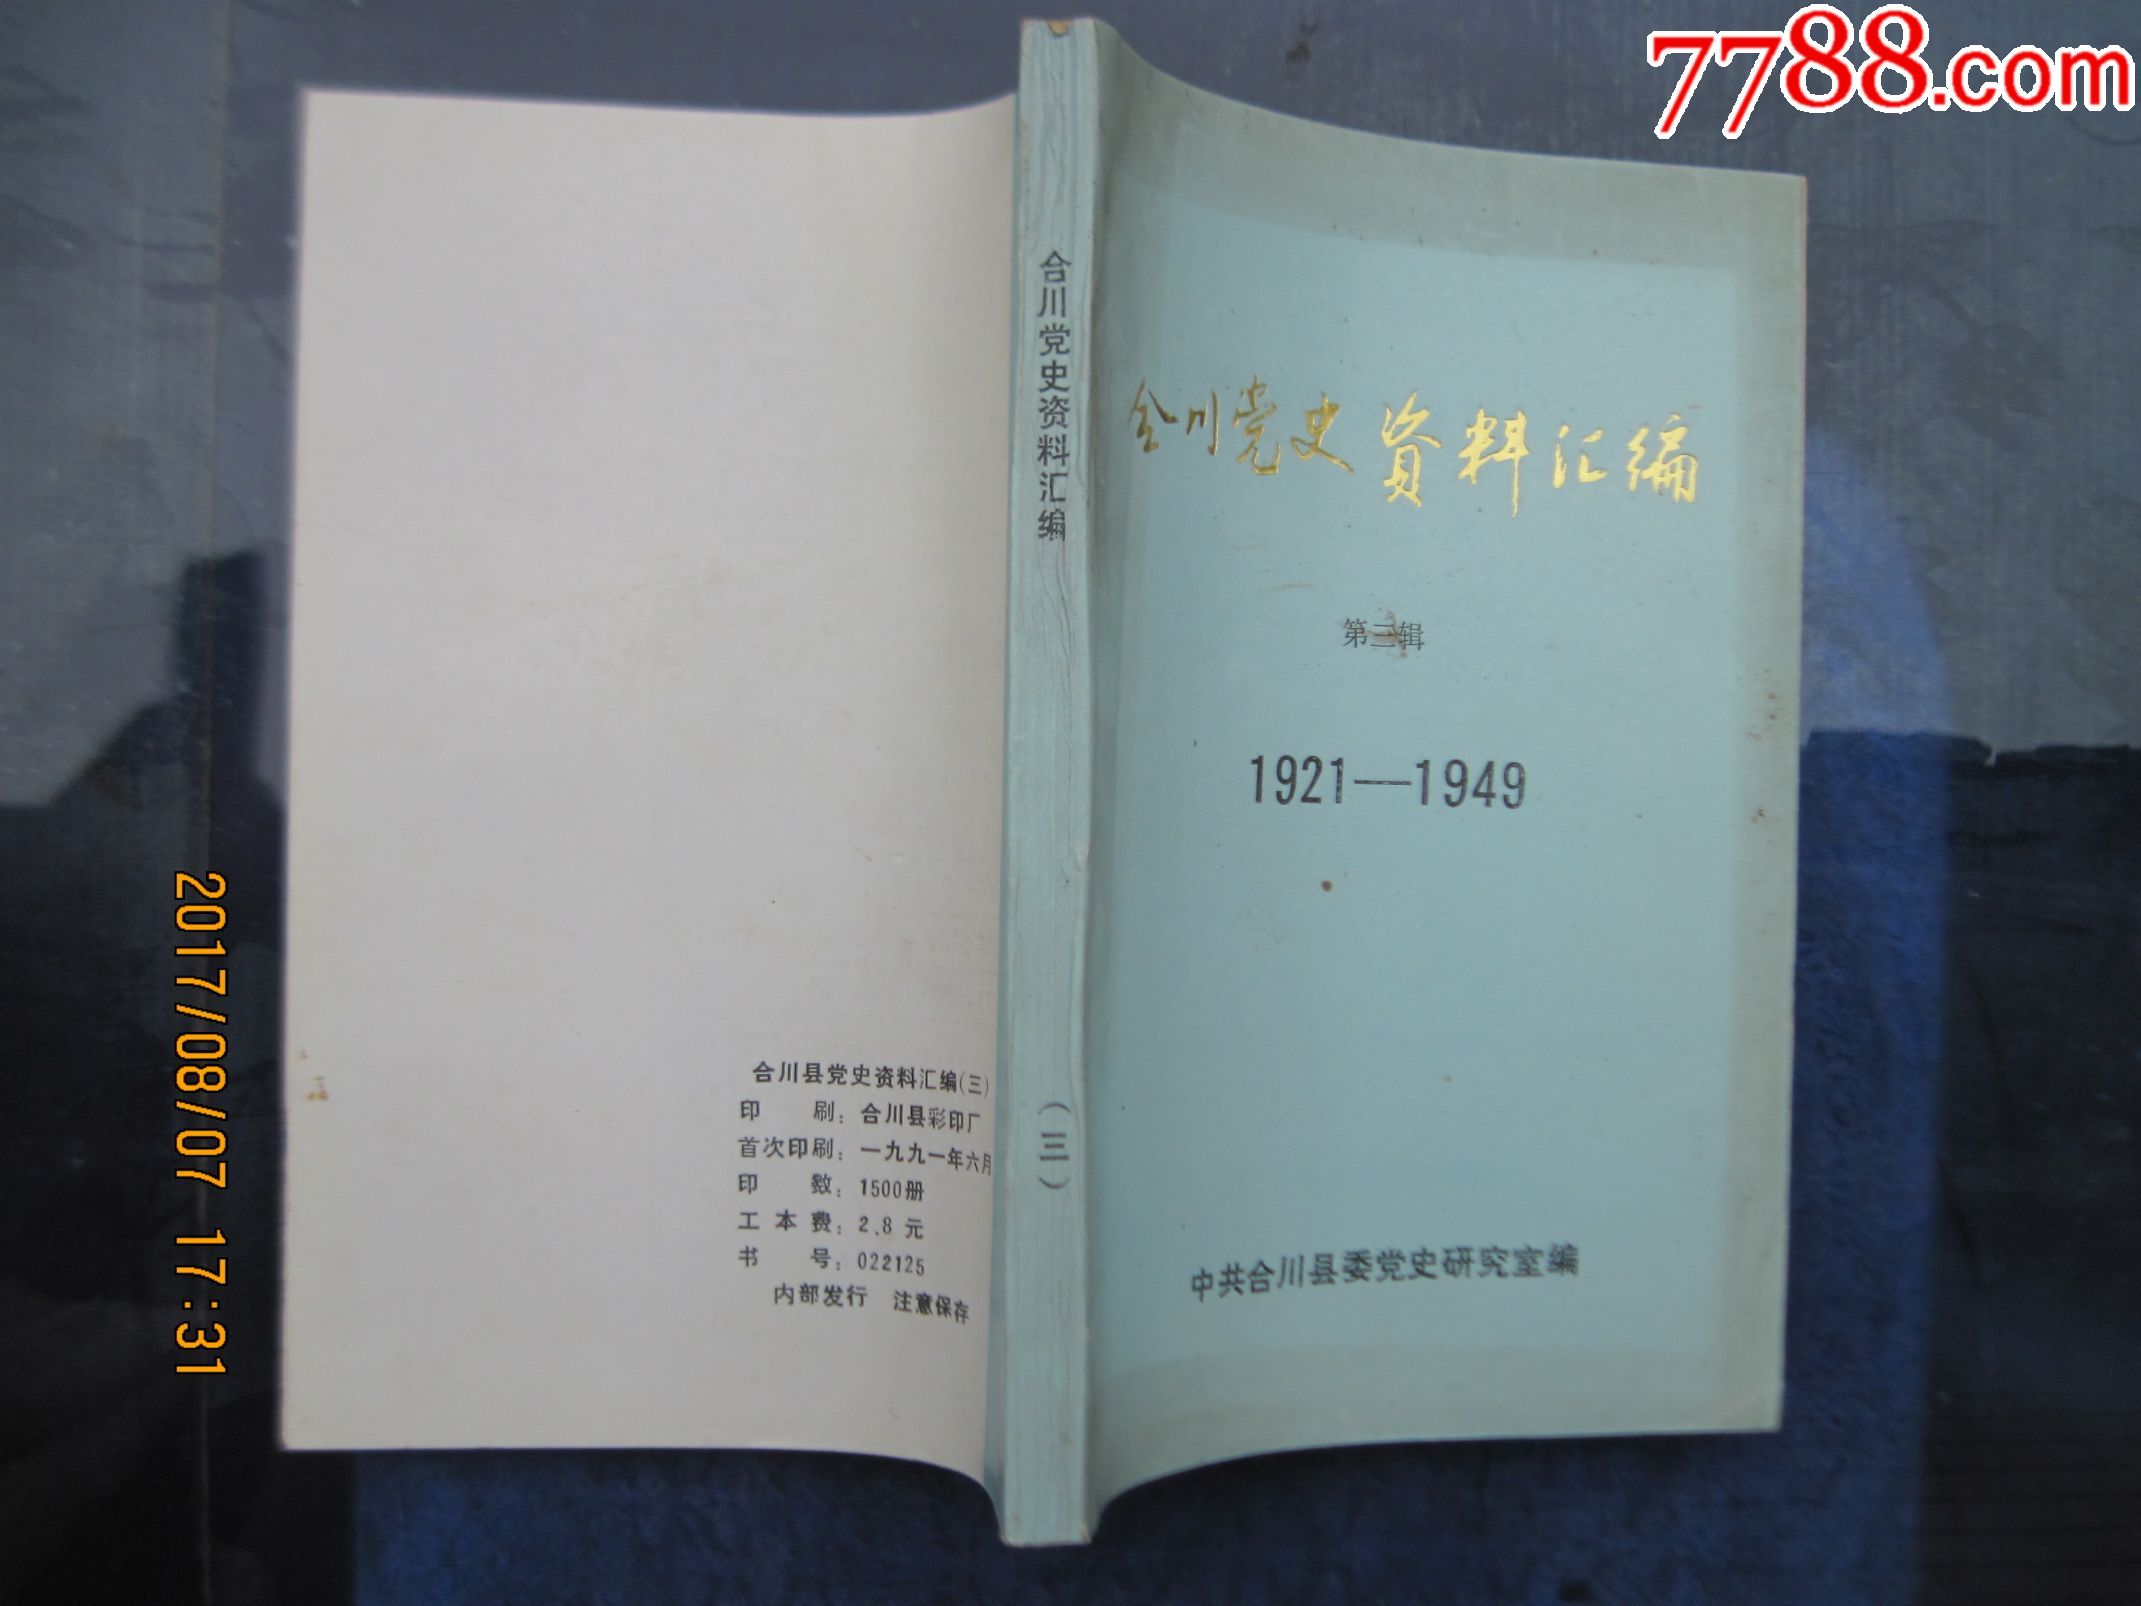 7788.com
合川党史资料汇编
第三辑
1921—1949
中共合川县委党史研究室编
合川党史资料汇编
(三)
合川县党史资料汇编(三)
印 刷：合川县彩印厂
首次印刷：一九九一年六月
印 数：1500册
工 本 费：2.8 元
书 号：022125
内部发行 注意保存
2017/08/07 17:31